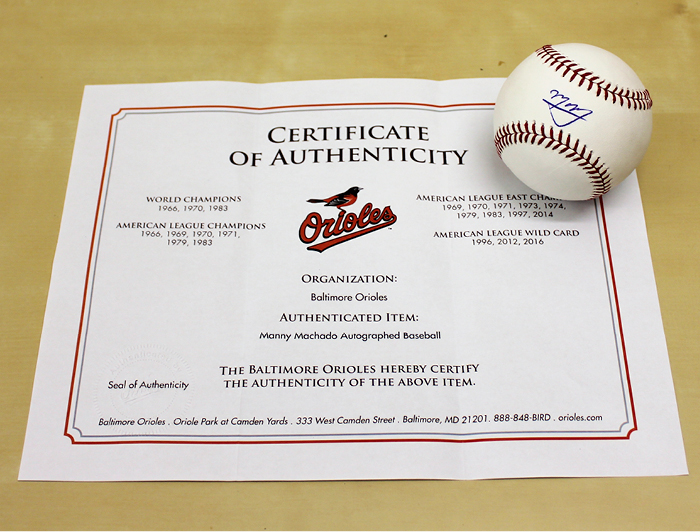 CERTIFICATE
OF AUTHENTICITY
WORLD CHAMPIONS
1966, 1970, 1983
AMERICAN LEAGUE CHAMPIONS
1966, 1969, 1970, 1971,
1979, 1983
Orioles
AMERICAN LEAGUE EAST
1969, 1970, 1971, 1973, 1974,
1979, 1983, 1997, 2014
AMERICAN LEAGUE WILD CARD
1996, 2012, 2016
ORGANIZATION:
Baltimore Orioles
AUTHENTICATED ITEM:
Manny Machado Autographed Baseball
THE BALTIMORE ORIOLES HEREBY CERTIFY
THE AUTHENTICITY OF THE ABOVE ITEM.
Seal of Authenticity
Baltimore Orioles . Oriole Park at Camden Yards . 333 West Camden Street . Baltimore, MD 21201. 888-848-BIRD . orioles.com